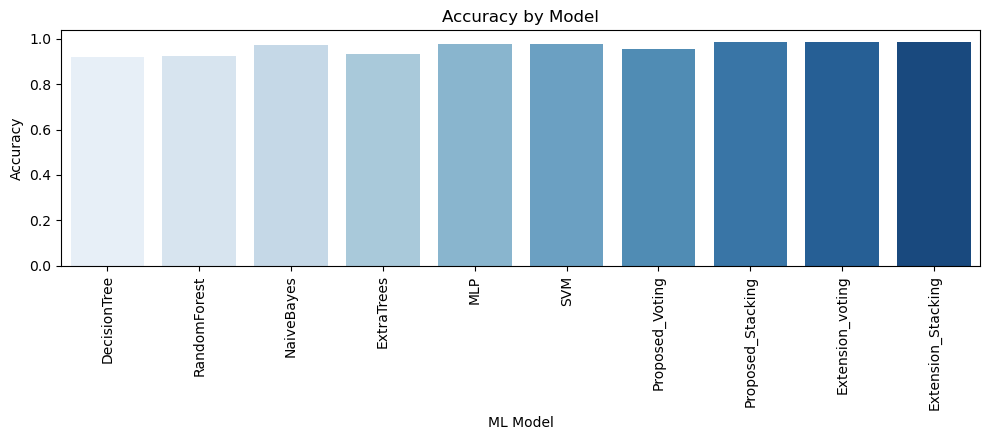 Accuracy by Model
Accuracy
1.0
0.8
0.6
0.4
0.2
0.0
DecisionTree
RandomForest
NaiveBayes
ExtraTrees
MLP
SVM
Proposed_Voting
Proposed_Stacking
Extension_voting
Extension_Stacking
ML Model